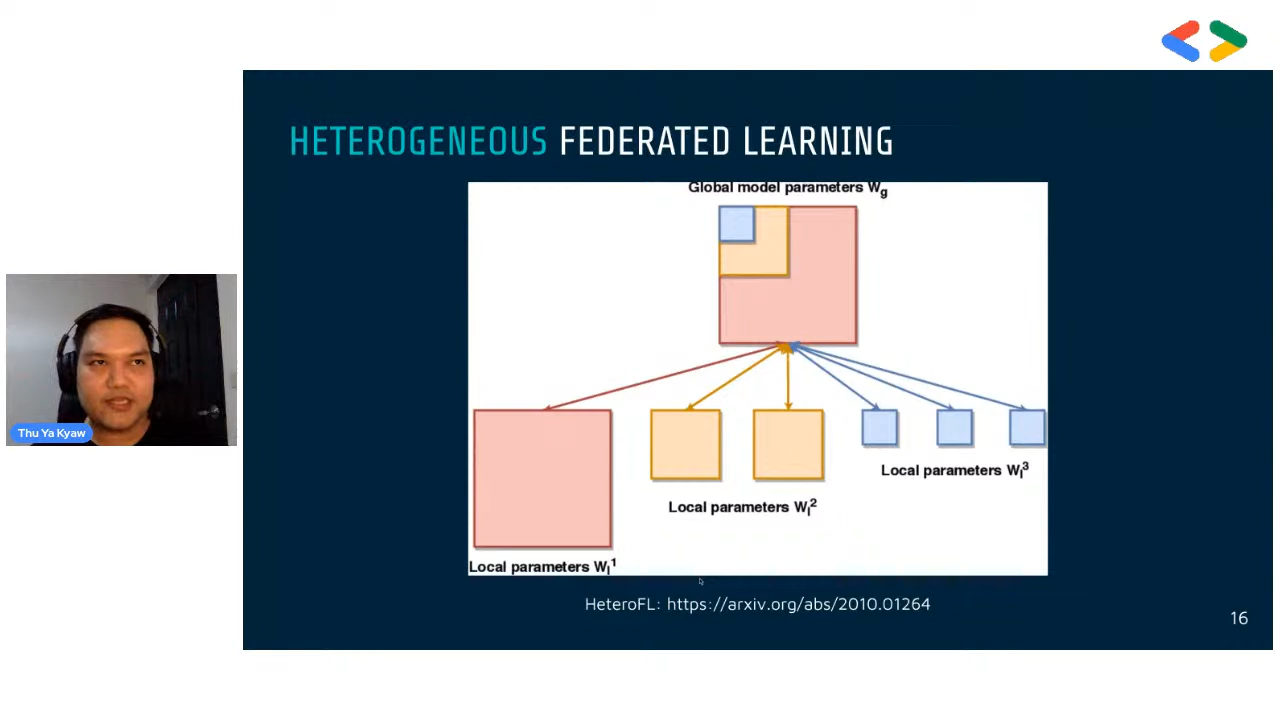 HETEROGENEOUS FEDERATED LEARNING
Global model parameters Wg
Local parameters Wl³
Local parameters Wl²
Local parameters Wl¹
HeteroFL: https://arxiv.org/abs/2010.01264
16
Thu Ya Kyaw